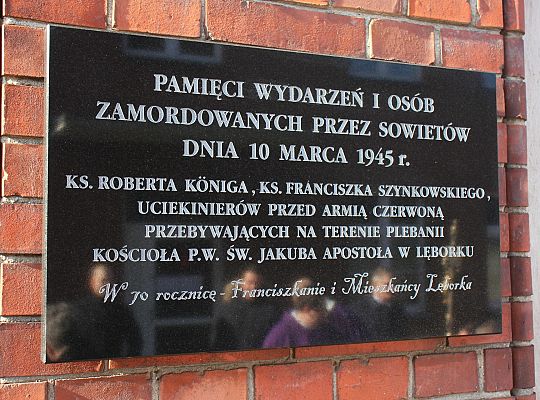 PAMIĘCI WYDARZEŃ I OSÓB
ZAMORDOWANYCH PRZEZ SOWIETÓW
DNIA 10 MARCA 1945 r.
KS. ROBERTA KÖNIGA, KS. FRANCISZKA SZYNKOWSKIEGO,
UCIEKINIERÓW PRZED ARMIĄ CZERWONĄ
PRZEBYWAJĄCYCH NA TERENIE PLEBANII
KOŚCIOŁA P.W. ŚW. JAKUBA APOSTOŁA W LĘBORKU
W 70 rocznicę - Franciszkanie i Mieszkańcy Lęborka